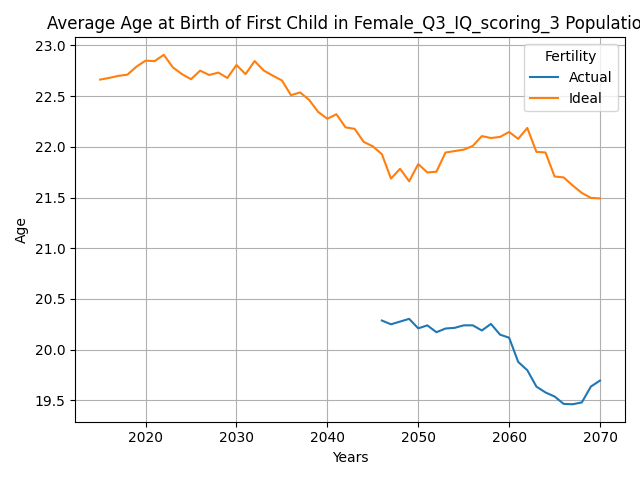 Average Age at Birth of First Child in Female_Q3_IQ_scoring_3 Populatio
23.0
22.5
22.0
21.5
21.0
20.5
20.0
19.5
Age
Fertility
Actual
Ideal
2020
2030
2040
2050
2060
2070
Years